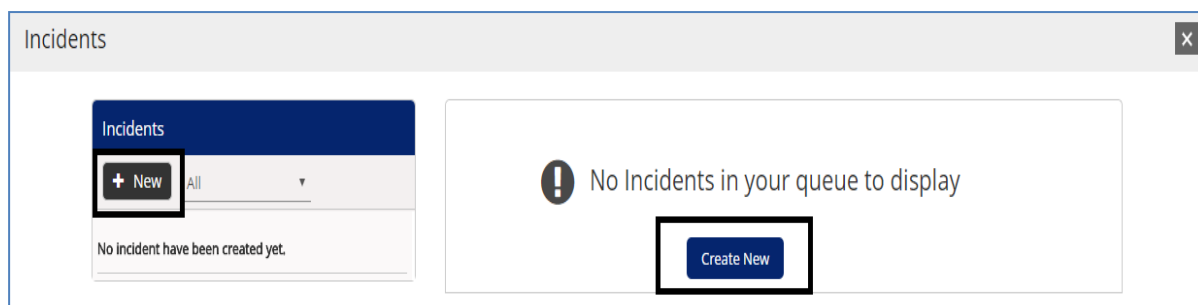 Incidents
x
Incidents
+ New All ▼
No incident have been created yet.
! No Incidents in your queue to display
Create New